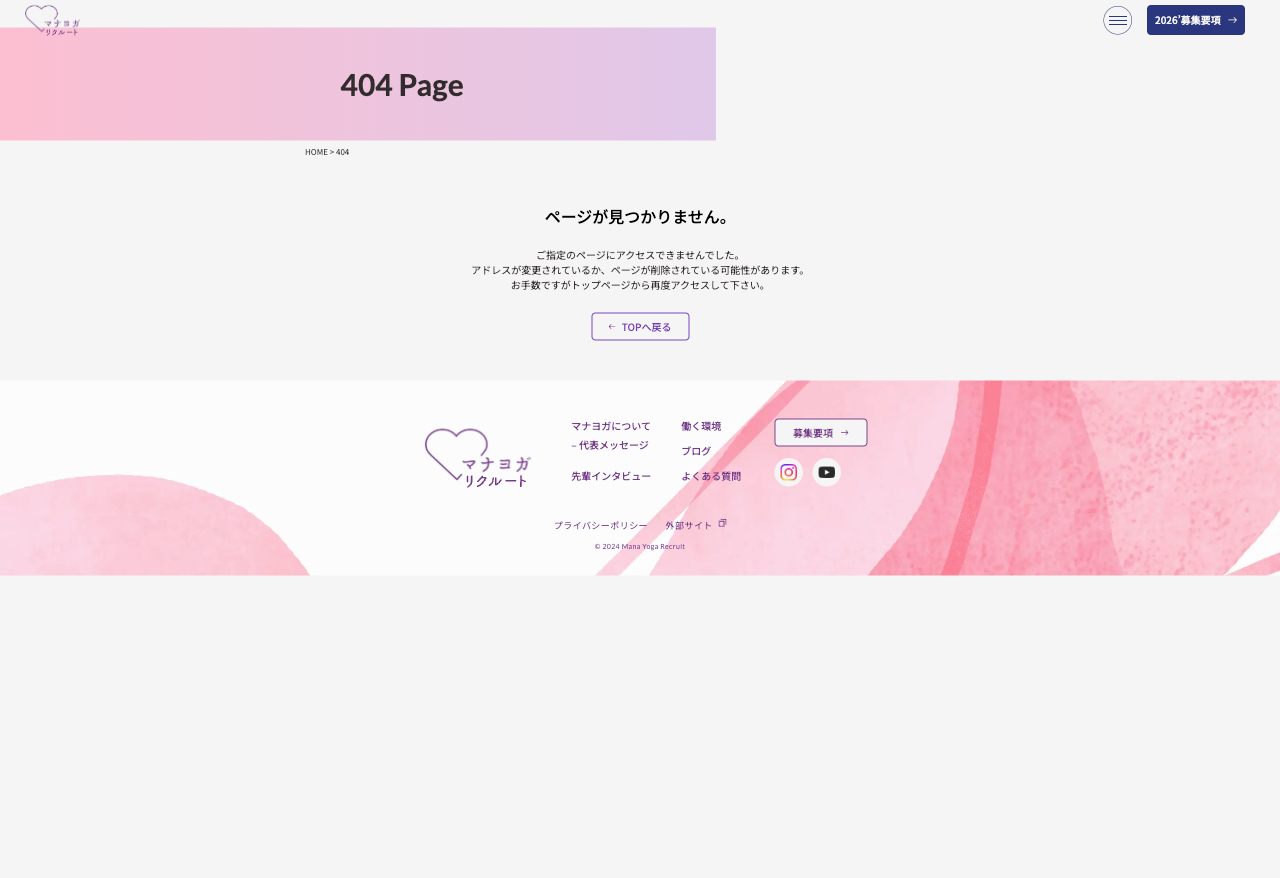 マナヨガ
リクルート
2026'募集要項
404 Page
HOME > 404
ページが見つかりません。
ご指定のページにアクセスできませんでした。
アドレスが変更されているか、ページが削除されている可能性があります。
お手数ですがトップページから再度アクセスして下さい。
TOPへ戻る
マナヨガ
リクルート
マナヨガについて
– 代表メッセージ
先輩インタビュー
働く環境
ブログ
よくある質問
募集要項
プライバシーポリシー
外部サイト
© 2024 Mana Yoga Recruit